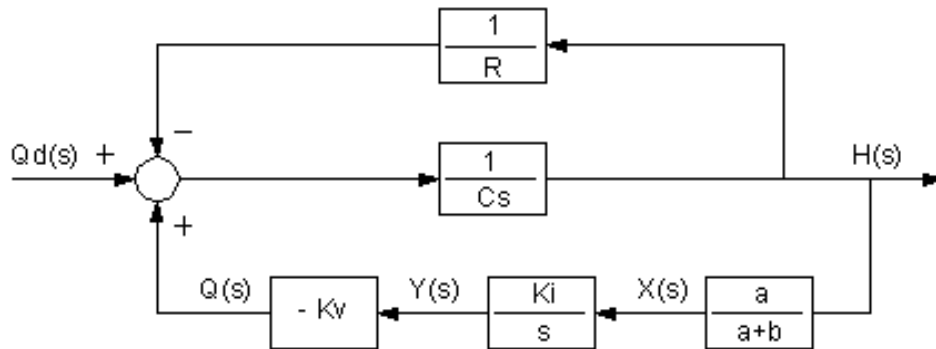 1
R
−
Qd(s) +
1
Cs
H(s)
+
Q(s)
- Kv
Y(s)
Ki
s
X(s)
a
a+b